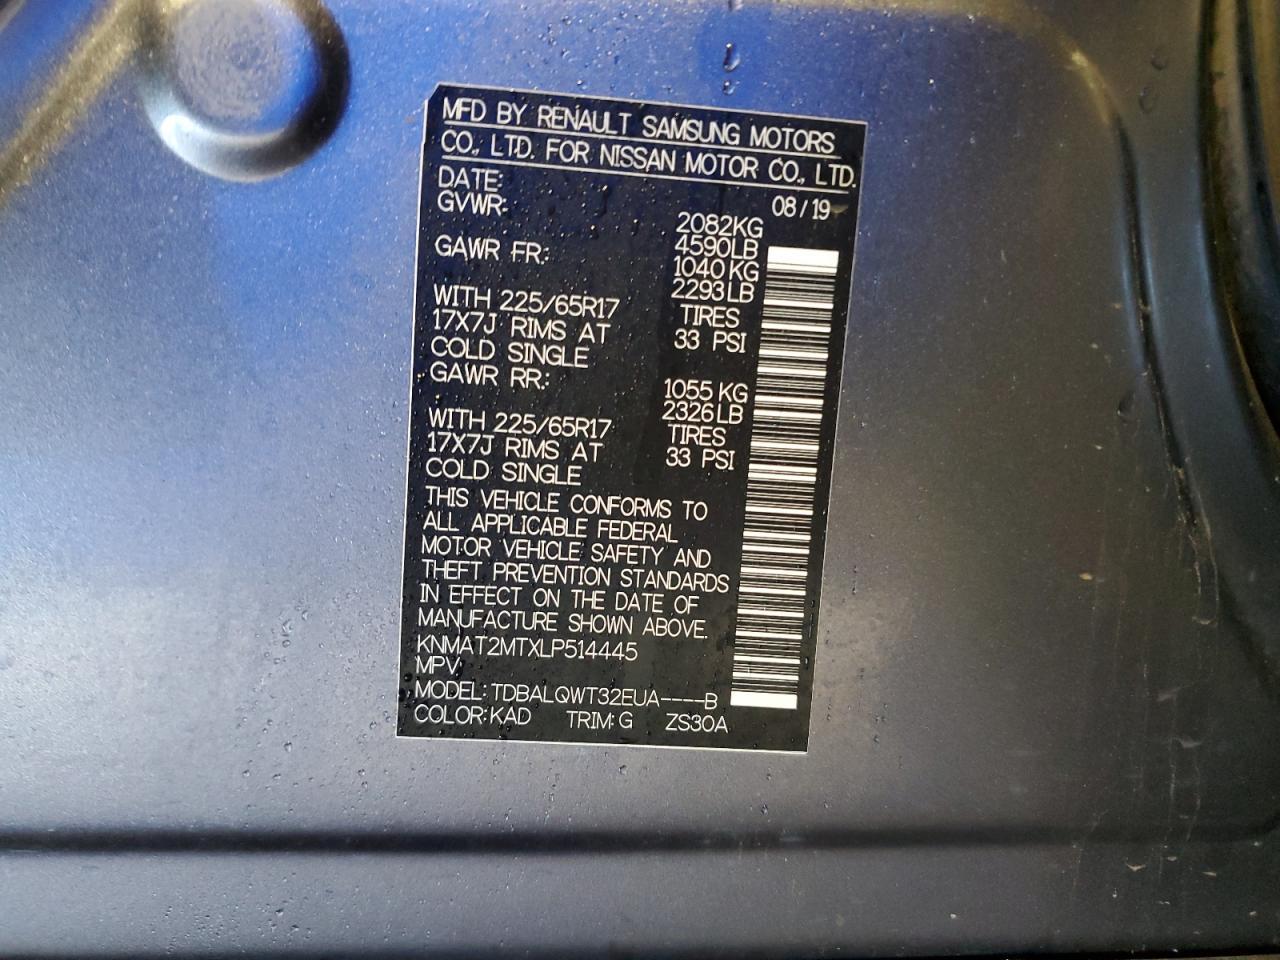 MFD BY RENAULT SAMSUNG MOTORS
CO., LTD. FOR NISSAN MOTOR CO., LTD.
DATE: 08/19
GVWR: 2082KG
4590LB
GAWR FR: 1040KG
2293LB
WITH 225/65R17 TIRES
17X7J RIMS AT 33 PSI
COLD SINGLE
GAWR RR: 1055KG
2326LB
WITH 225/65R17 TIRES
17X7J RIMS AT 33 PSI
COLD SINGLE
THIS VEHICLE CONFORMS TO
ALL APPLICABLE FEDERAL
MOTOR VEHICLE SAFETY AND
THEFT PREVENTION STANDARDS
IN EFFECT ON THE DATE OF
MANUFACTURE SHOWN ABOVE.
KNMAT2MTXLP514445
MPV
MODEL: TDBALQWT32EUA----B
COLOR: KAD TRIM: G ZS30A